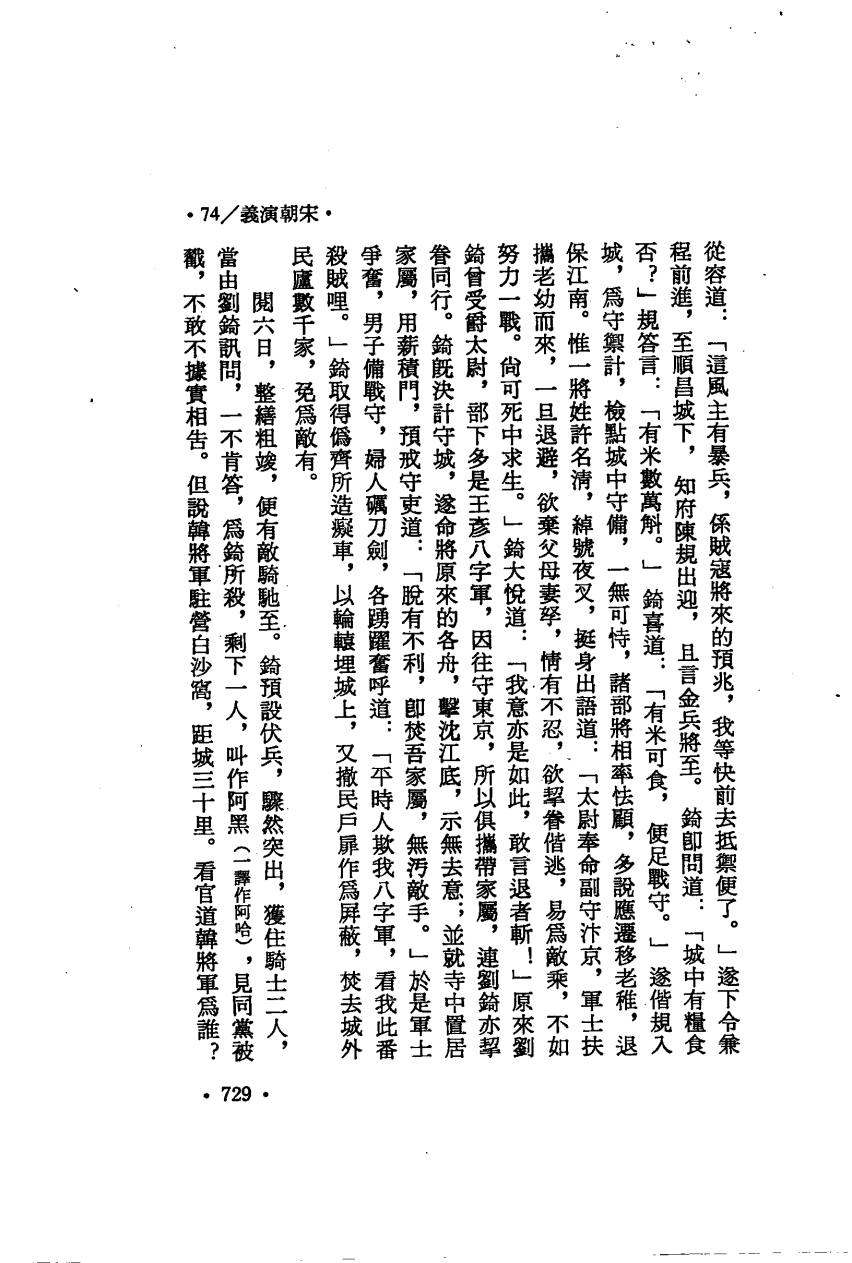 •74／義演朝宋•
從容道：「這風主有暴兵，係賊寇將來的預兆，我等快前去抵禦便了。」遂下令兼
程前進，至順昌城下，知府陳規出迎，且言金兵將至。錡卽問道：「城中有糧食
否？」規答言：「有米數萬斛。」錡喜道：「有米可食，便足戰守。」遂偕規入
城，爲守禦計，檢點城中守備，一無可恃，諸部將相率怯顧，多說應遷移老稚，退
保江南。惟一將姓許名淸，綽號夜叉，挺身出語道：「太尉奉命副守汴京，軍士扶
攜老幼而來，一旦退避，欲棄父母妻孥，情有不忍，欲挈眷偕逃，易爲敵乘，不如
努力一戰。尙可死中求生。」錡大悅道：「我意亦是如此，敢言退者斬！」原來劉
錡曾受爵太尉，部下多是王彥八字軍，因往守東京，所以俱攜帶家屬，連劉錡亦挈
眷同行。錡旣決計守城，遂命將原來的各舟，擊沈江底，示無去意；並就寺中置居
家屬，用薪積門，預戒守吏道：「脫有不利，卽焚吾家屬，無汚敵手。」於是軍士
爭奮，男子備戰守，婦人礪刀劍，各踴躍奮呼道：「平時人欺我八字軍，看我此番
殺賊哩。」錡取得僞齊所造癡車，以輪轅埋城上，又撤民戶扉作爲屏蔽，焚去城外
民廬數千家，免爲敵有。
閱六日，整繕粗竣，便有敵騎馳至。錡預設伏兵，驟然突出，獲住騎士二人，
當由劉錡訊問，一不肯答，爲錡所殺，剩下一人，叫作阿黑（一譯作阿哈），見同黨被
戳，不敢不據實相吿。但說韓將軍駐營白沙窩，距城三十里。看官道韓將軍爲誰？
•729•